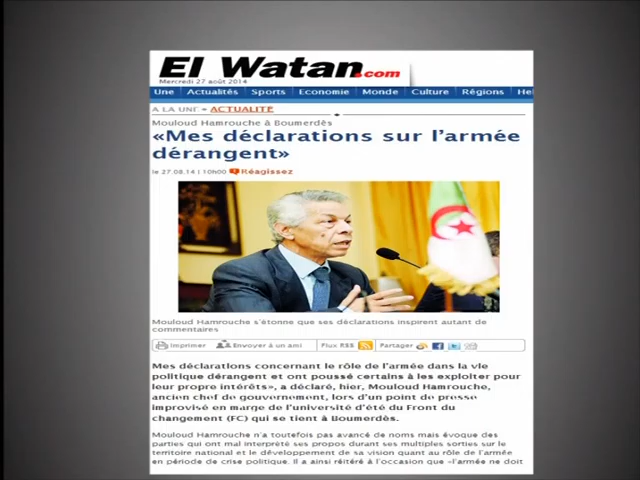 El Watan.com
Mercredi 27 août 2014
Une Actualités Sports Economie Monde Culture Régions He
A LA UNE » ACTUALITÉ
Mouloud Hamrouche à Boumerdès
«Mes déclarations sur l'armée
dérangent»
le 27.08.14 | 10h00 Réagissez
Mouloud Hamrouche s'étonne que ses déclarations inspirent autant de
commentaires
Imprimer Envoyer à un ami Flux RSS Partager
Mes déclarations concernant le rôle de l'armée dans la vie
politique dérangent et ont poussé certains à les exploiter pour
leur propre intérêts», a déclaré, hier, Mouloud Hamrouche,
ancien chef de gouvernement, lors d'un point de presse
improvisé en marge de l'université d'été du Front du
changement (FC) qui se tient à Boumerdès.
Mouloud Hamrouche n'a toutefois pas avancé de noms mais évoque des
parties qui ont mal interprété ses propos durant ses multiples sorties sur le
territoire national et le développement de sa vision quant au rôle de l'armée
en période de crise politique. Il a ainsi réitéré à l'occasion que «l'armée ne doit